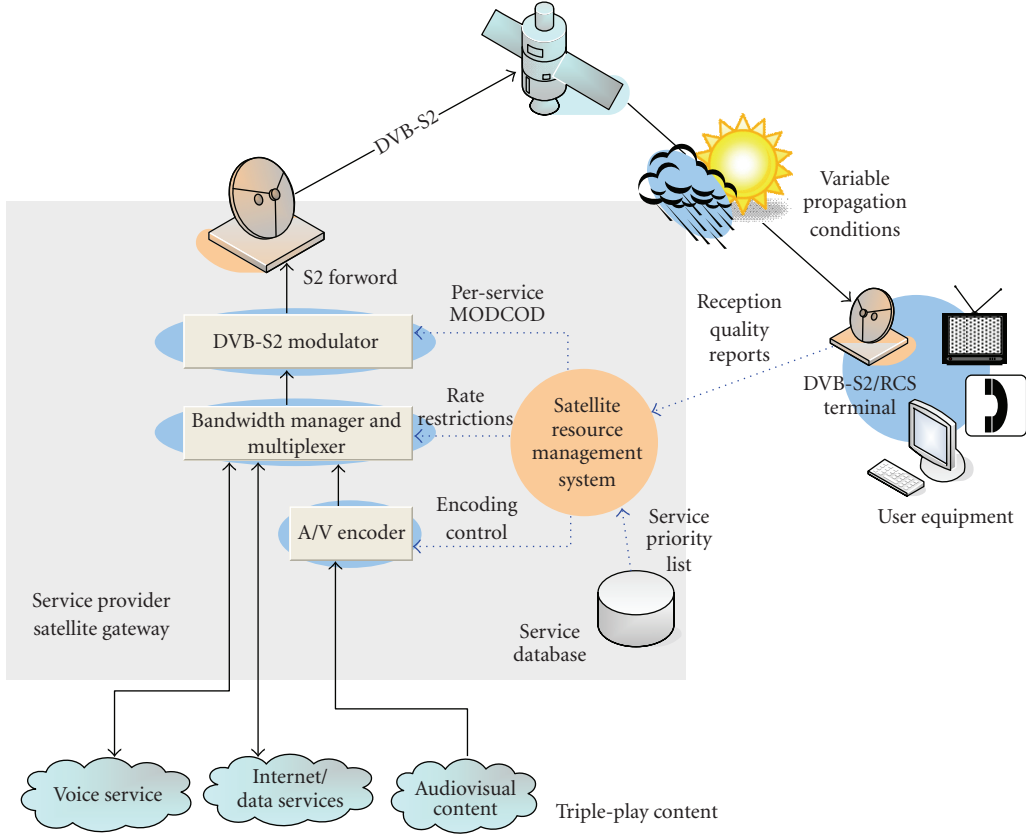 DVB-S2
Variable
propagation
conditions
S2 forword
Per-service
MODCOD
Reception
quality
reports
DVB-S2 modulator
DVB-S2/RCS
terminal
Rate
restrictions
Bandwidth manager and
multiplexer
Satellite
resource
management
system
Encoding
control
A/V encoder
Service
priority
list
User equipment
Service provider
satellite gateway
Service
database
Voice service
Internet/
data services
Audiovisual
content
Triple-play content